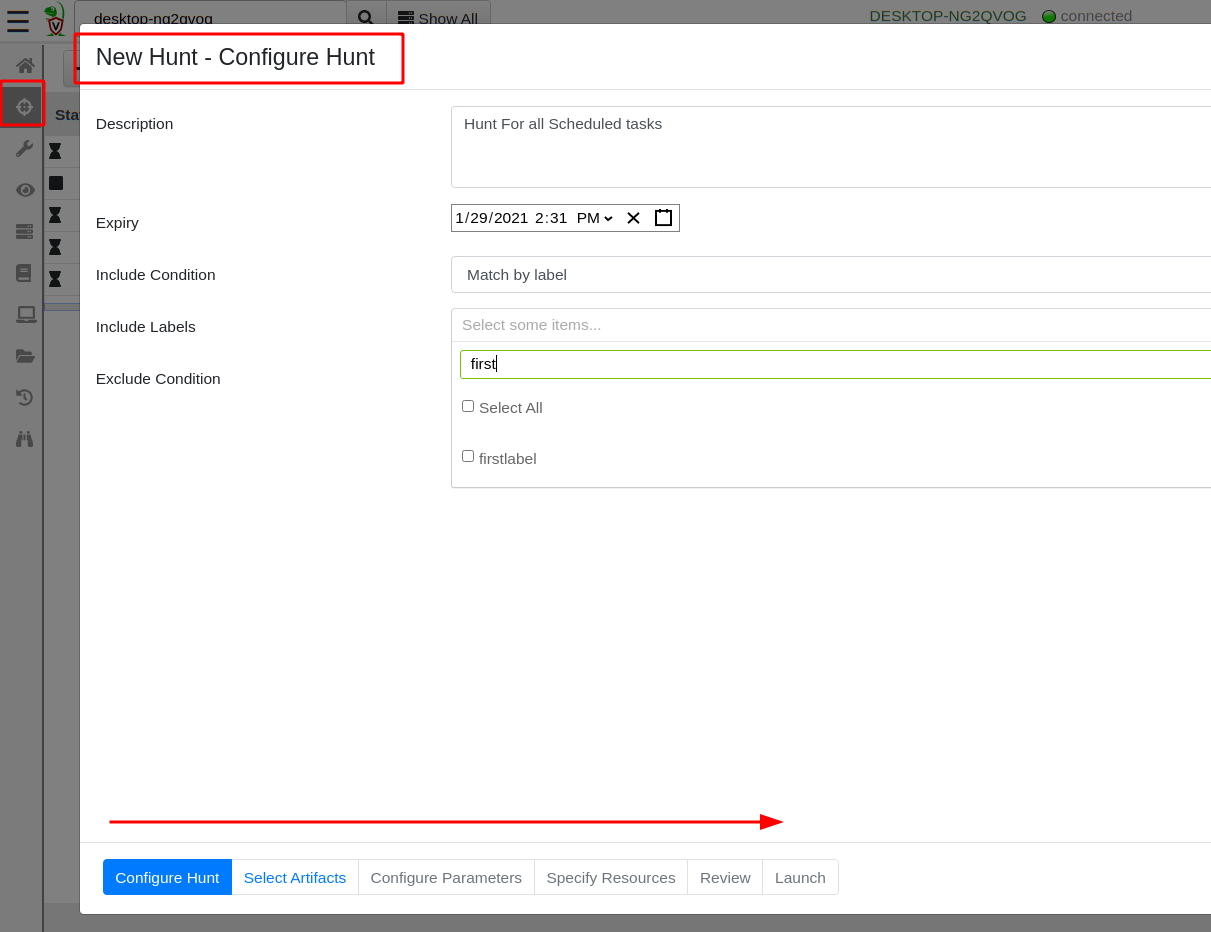 desktop-ng2qvog
Show All
DESKTOP-NG2QVOG
connected
New Hunt - Configure Hunt
Sta
Description
Hunt For all Scheduled tasks
Expiry
1/29/2021 2:31 PM
Include Condition
Match by label
Include Labels
Select some items...
first
Exclude Condition
Select All
firstlabel
Configure Hunt
Select Artifacts
Configure Parameters
Specify Resources
Review
Launch